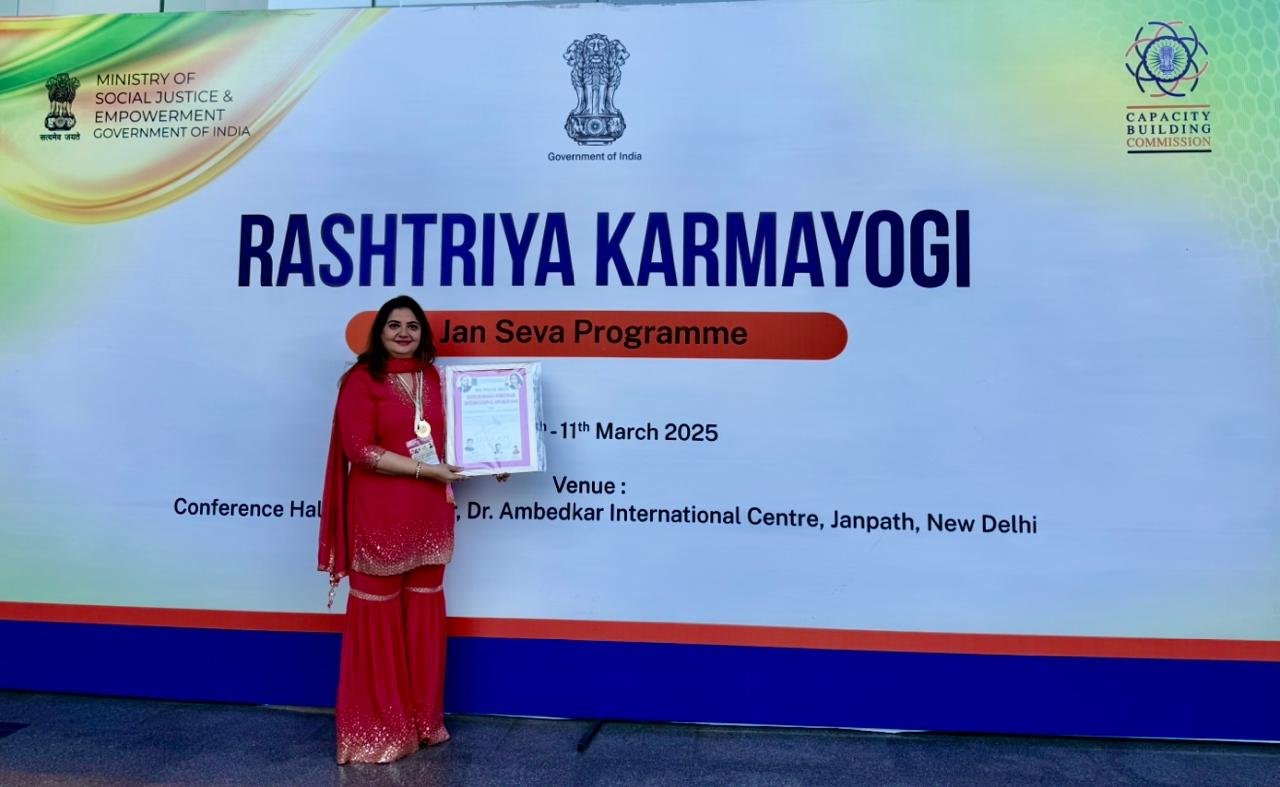 MINISTRY OF
SOCIAL JUSTICE &
EMPOWERMENT
GOVERNMENT OF INDIA
सत्यमेव जयते
Government of India
CAPACITY
BUILDING
COMMISSION
RASHTRIYA KARMAYOGI
Jan Seva Programme
th - 11th March 2025
Venue :
Conference Hal , Dr. Ambedkar International Centre, Janpath, New Delhi